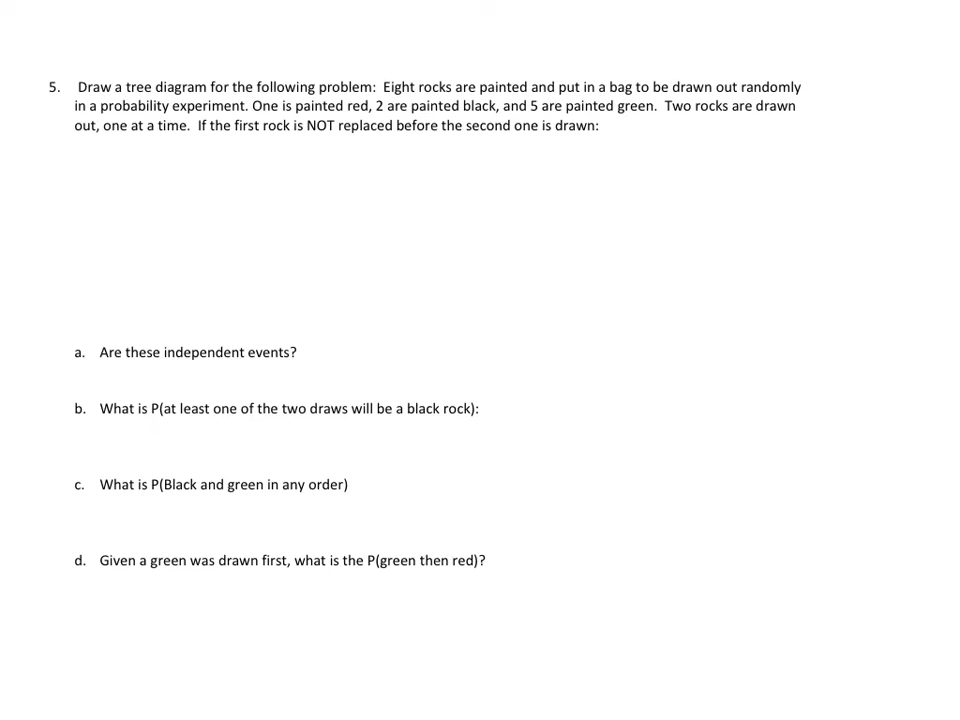 5. Draw a tree diagram for the following problem: Eight rocks are painted and put in a bag to be drawn out randomly
in a probability experiment. One is painted red, 2 are painted black, and 5 are painted green. Two rocks are drawn
out, one at a time. If the first rock is NOT replaced before the second one is drawn:
a. Are these independent events?
b. What is P(at least one of the two draws will be a black rock):
c. What is P(Black and green in any order)
d. Given a green was drawn first, what is the P(green then red)?